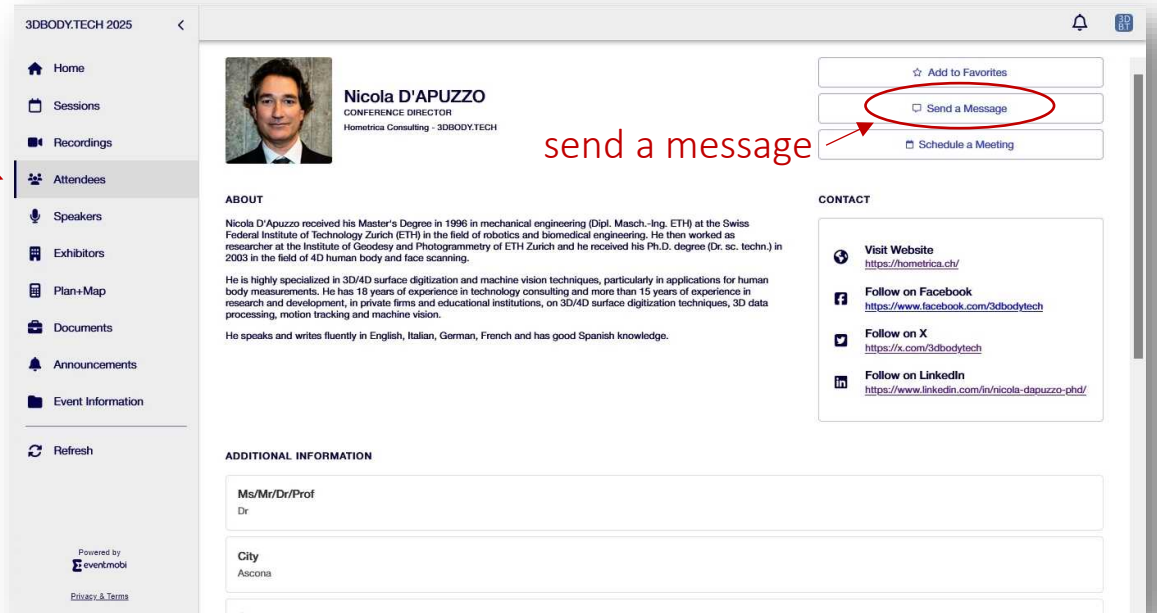 3DBODY.TECH 2025
Home
Sessions
Recordings
Attendees
Speakers
Exhibitors
Plan+Map
Documents
Announcements
Event Information
Refresh
Powered by
eventmobi
Privacy & Terms
3D
BT
Nicola D'APUZZO
CONFERENCE DIRECTOR
Hometrica Consulting - 3DBODY.TECH
Add to Favorites
Send a Message
Schedule a Meeting
send a message
ABOUT
Nicola D'Apuzzo received his Master's Degree in 1996 in mechanical engineering (Dipl. Masch.-Ing. ETH) at the Swiss
Federal Institute of Technology Zurich (ETH) in the field of robotics and biomedical engineering. He then worked as
researcher at the Institute of Geodesy and Photogrammetry of ETH Zurich and he received his Ph.D. degree (Dr. sc. techn.) in
2003 in the field of 4D human body and face scanning.
He is highly specialized in 3D/4D surface digitization and machine vision techniques, particularly in applications for human
body measurements. He has 18 years of experience in technology consulting and more than 15 years of experience in
research and development, in private firms and educational institutions, on 3D/4D surface digitization techniques, 3D data
processing, motion tracking and machine vision.
He speaks and writes fluently in English, Italian, German, French and has good Spanish knowledge.
CONTACT
Visit Website
https://hometrica.ch/
Follow on Facebook
https://www.facebook.com/3dbodytech
Follow on X
https://x.com/3dbodytech
Follow on LinkedIn
https://www.linkedin.com/in/nicola-dapuzzo-phd/
ADDITIONAL INFORMATION
Ms/Mr/Dr/Prof
Dr
City
Ascona